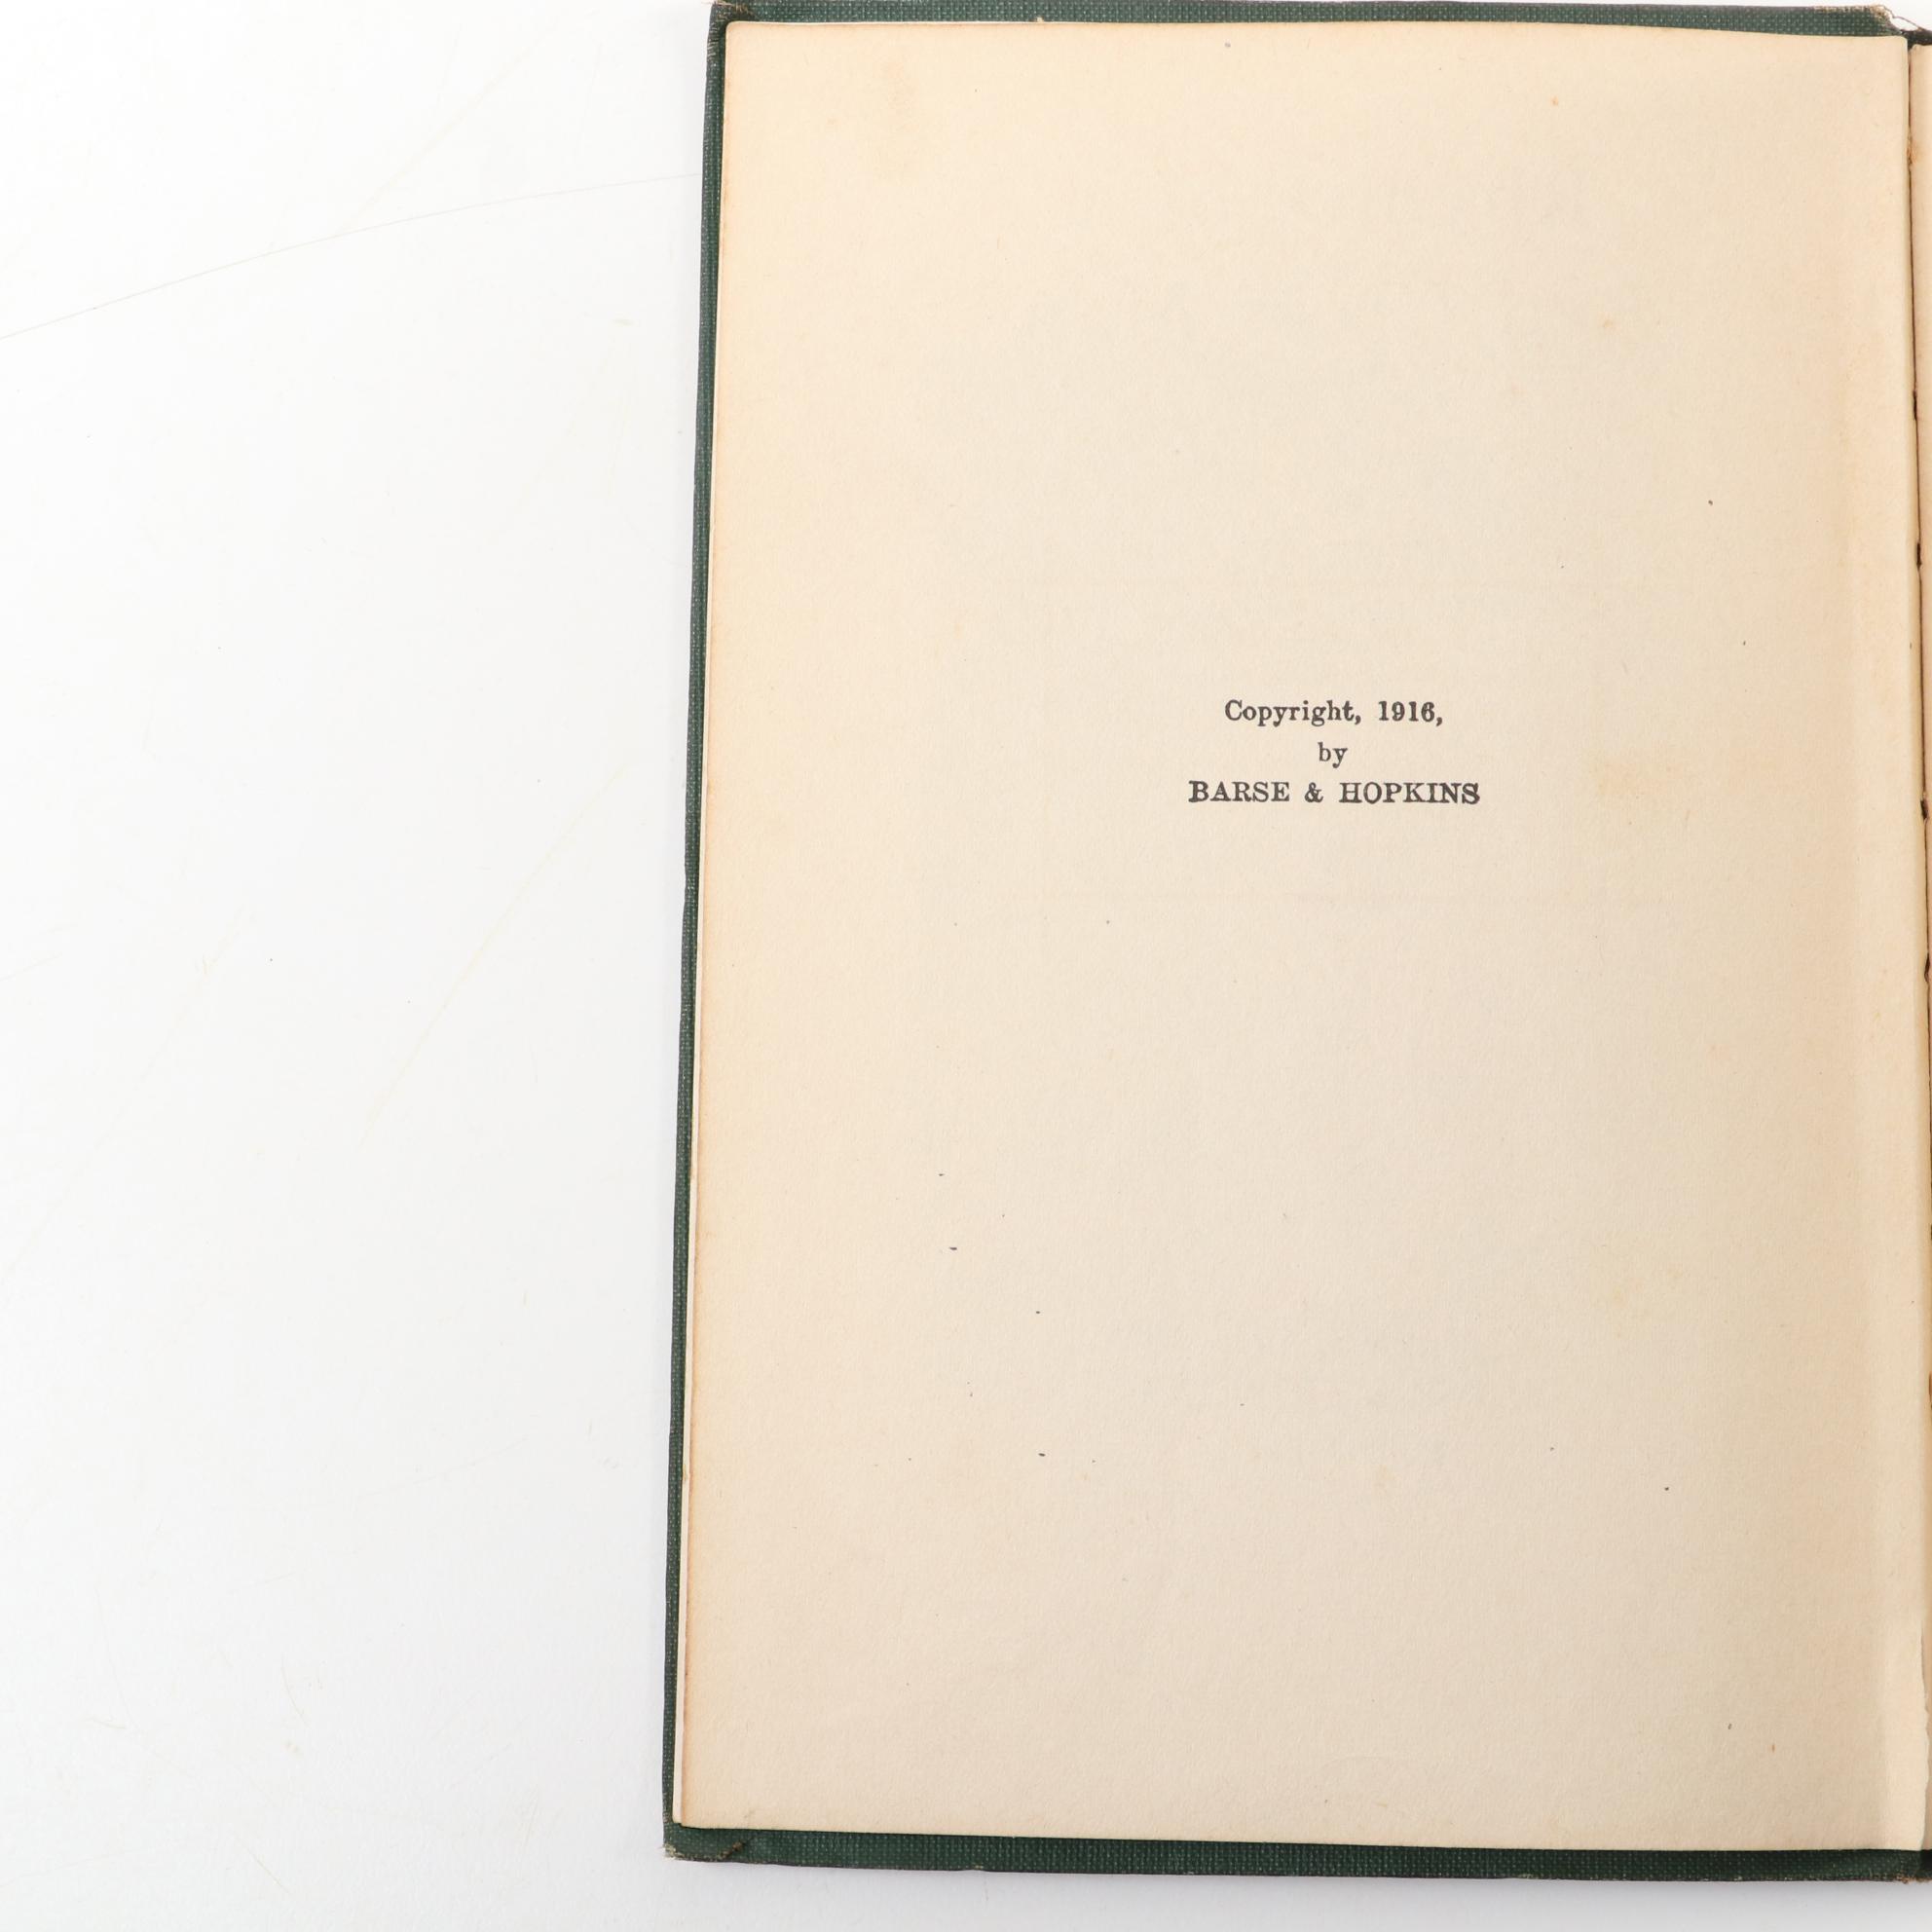 Copyright, 1916,
by
BARSE & HOPKINS